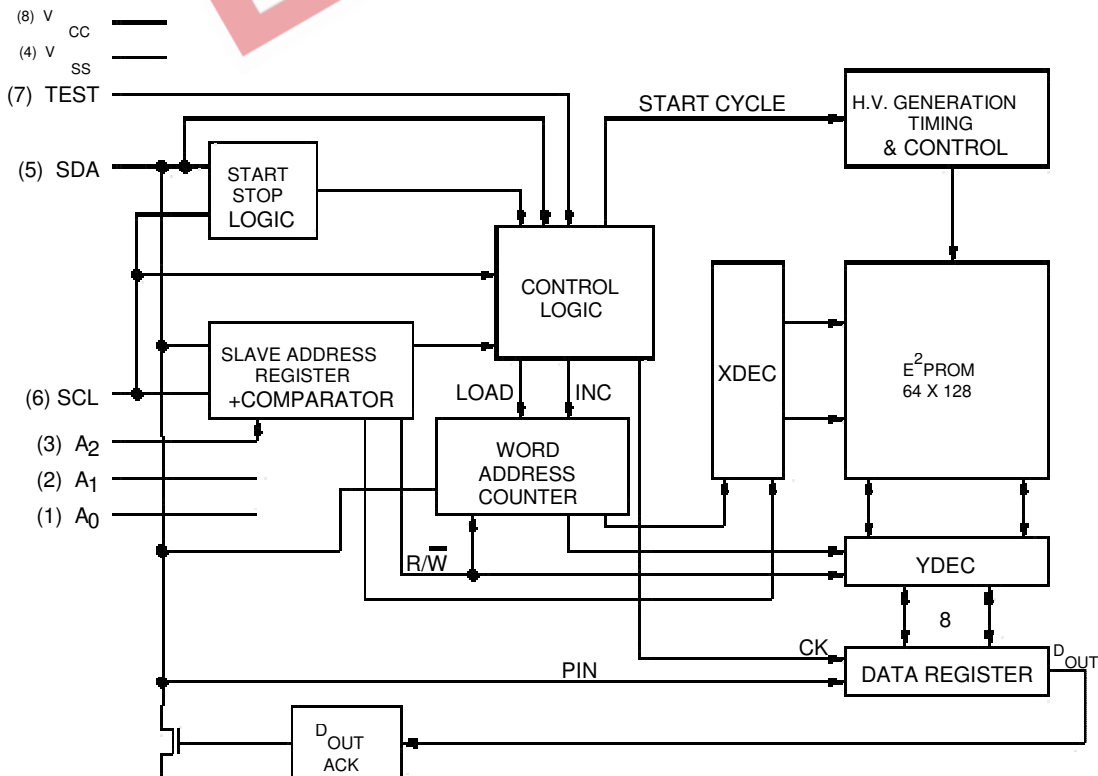 (8) VCC
(4) VSS
(7) TEST
START CYCLE
H.V. GENERATION
TIMING
& CONTROL
(5) SDA
START
STOP
LOGIC
CONTROL
LOGIC
SLAVE ADDRESS
REGISTER
+COMPARATOR
XDEC
E2PROM
64 X 128
(6) SCL
LOAD
INC
(3) A2
(2) A1
(1) A0
WORD
ADDRESS
COUNTER
R/W̅
YDEC
8
CK
DATA REGISTER
DOUT
PIN
DOUT
ACK